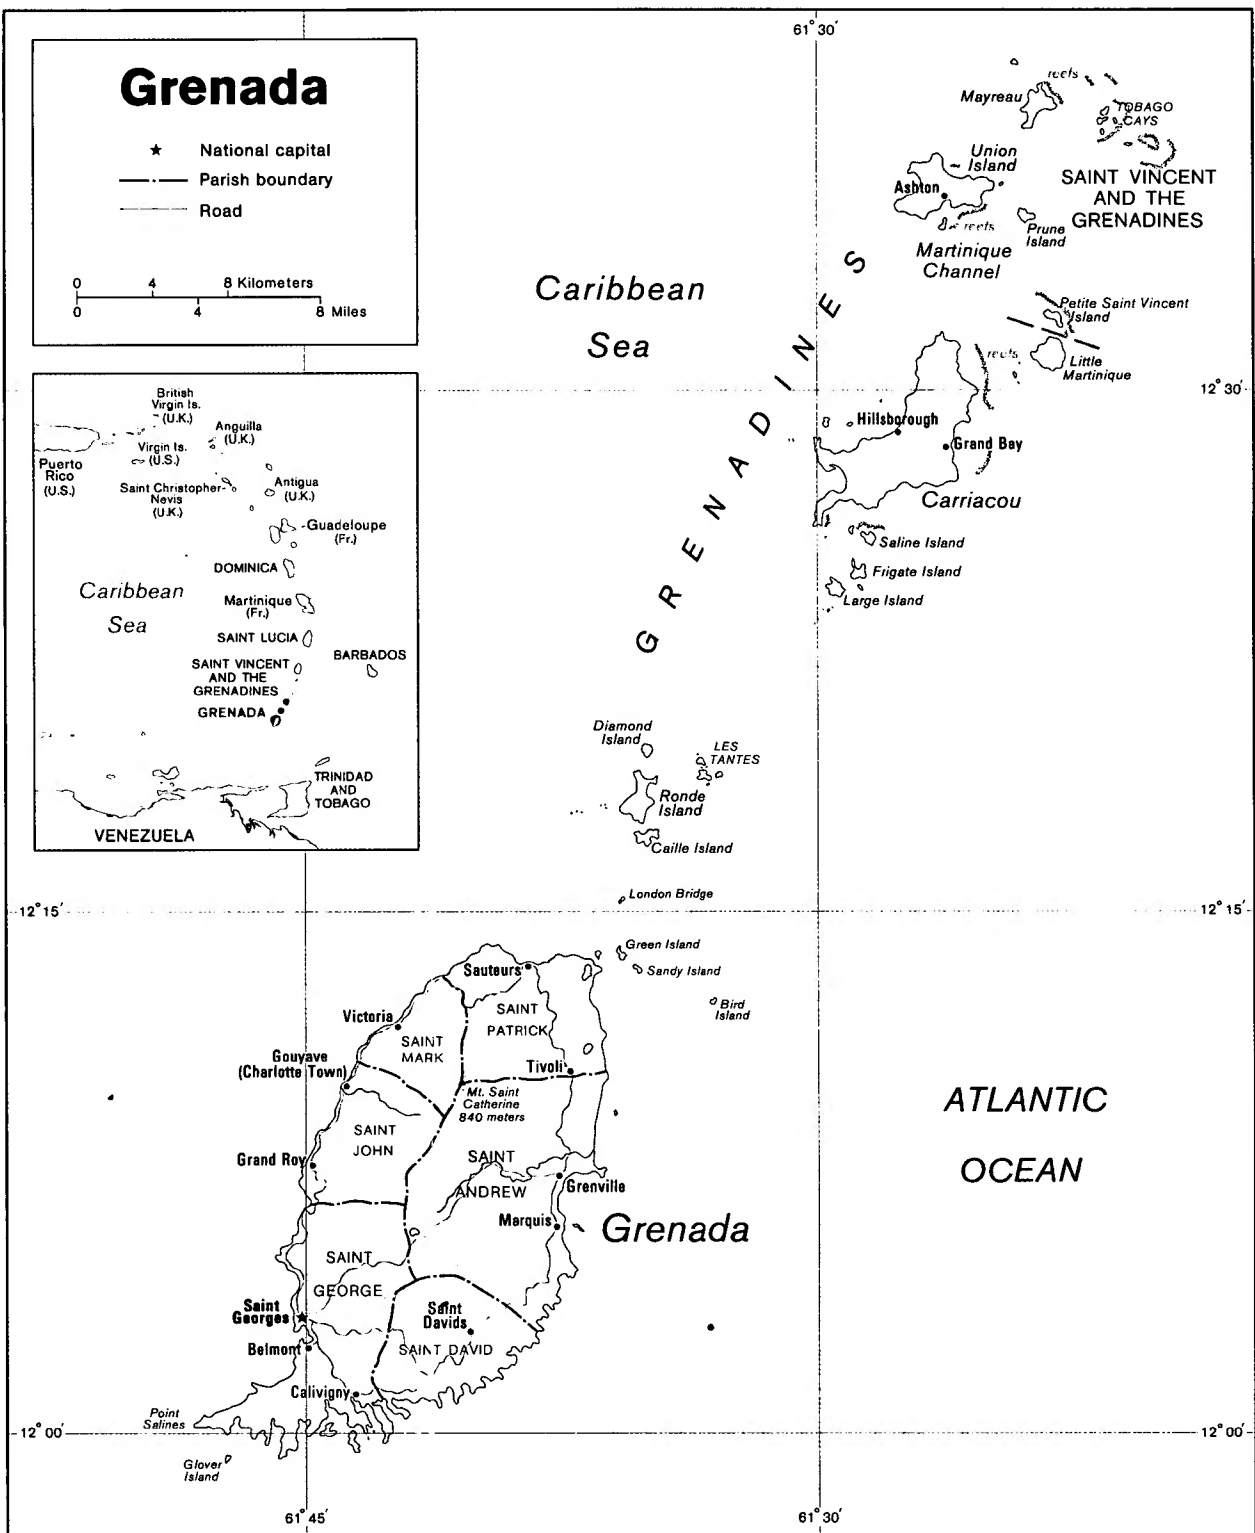 61° 30′
Grenada
National capital
Parish boundary
Road
0 4 8 Kilometers
0 4 8 Miles
reefs
Mayreau
TOBAGO
CAYS
Union
Island
Ashton
SAINT VINCENT
AND THE
GRENADINES
reefs
Prune
Island
Martinique
Channel
Caribbean
Sea
GRENADINES
Petite Saint Vincent
Island
reefs
Little
Martinique
12° 30′
Hillsborough
Grand Bay
Carriacou
Saline Island
Frigate Island
Large Island
British
Virgin Is.
(U.K.)
Anguilla
(U.K.)
Virgin Is.
(U.S.)
Puerto
Rico
(U.S.)
Saint Christopher-
Nevis
(U.K.)
Antigua
(U.K.)
Guadeloupe
(Fr.)
DOMINICA
Caribbean
Sea
Martinique
(Fr.)
SAINT LUCIA
SAINT VINCENT
AND THE
GRENADINES
BARBADOS
GRENADA
TRINIDAD
AND
TOBAGO
VENEZUELA
Diamond
Island
LES
TANTES
Ronde
Island
Caille Island
London Bridge
12° 15′
12° 15′
Green Island
Sandy Island
Bird
Island
Sauteurs
Victoria
SAINT
PATRICK
SAINT
MARK
Gouyave
(Charlotte Town)
Tivoli
Mt. Saint
Catherine
840 meters
SAINT
JOHN
Grand Roy
SAINT
ANDREW
Grenville
Marquis
Grenada
ATLANTIC
OCEAN
SAINT
GEORGE
Saint
Georges
Saint
Davids
Belmont
SAINT DAVID
Calivigny
Point
Salines
12° 00′
12° 00′
Glover
Island
61° 45′
61° 30′